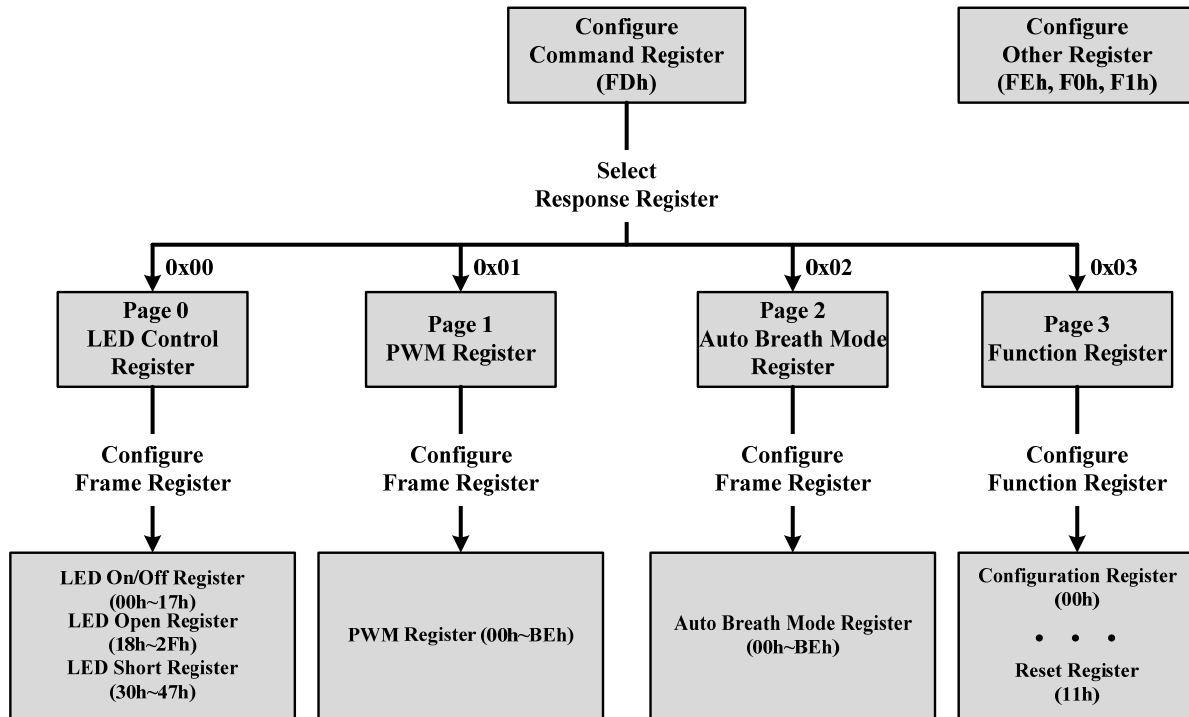 Configure
Command Register
(FDh)
Configure
Other Register
(FEh, F0h, F1h)
Select
Response Register
0x00
0x01
0x02
0x03
Page 0
LED Control
Register
Page 1
PWM Register
Page 2
Auto Breath Mode
Register
Page 3
Function Register
Configure
Frame Register
Configure
Frame Register
Configure
Frame Register
Configure
Function Register
LED On/Off Register
(00h~17h)
LED Open Register
(18h~2Fh)
LED Short Register
(30h~47h)
PWM Register (00h~BEh)
Auto Breath Mode Register
(00h~BEh)
Configuration Register
(00h)
• • •
Reset Register
(11h)